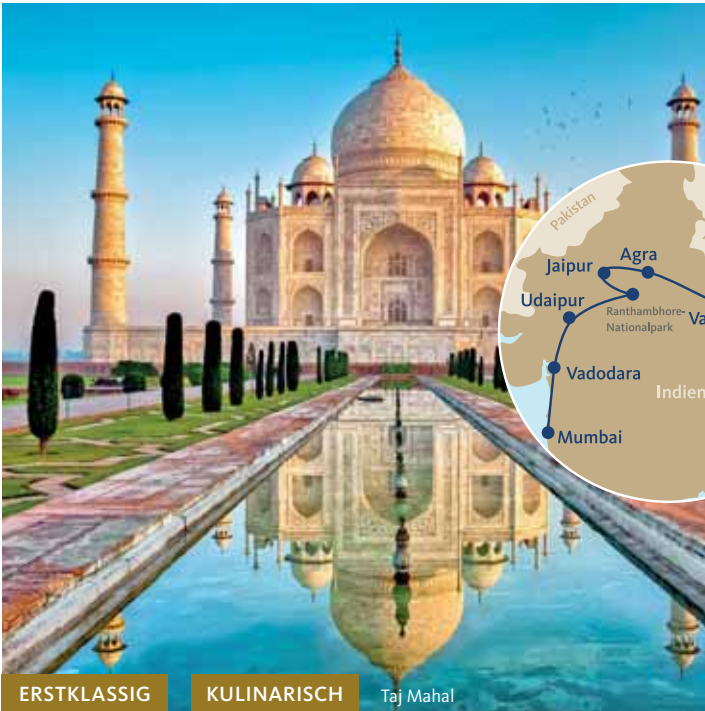 Pakistan
Agra
Jaipur
Udaipur
Ranthambhore-
Nationalpark
Va
Vadodara
Indien
Mumbai
ERSTKLASSIG
KULINARISCH
Taj Mahal